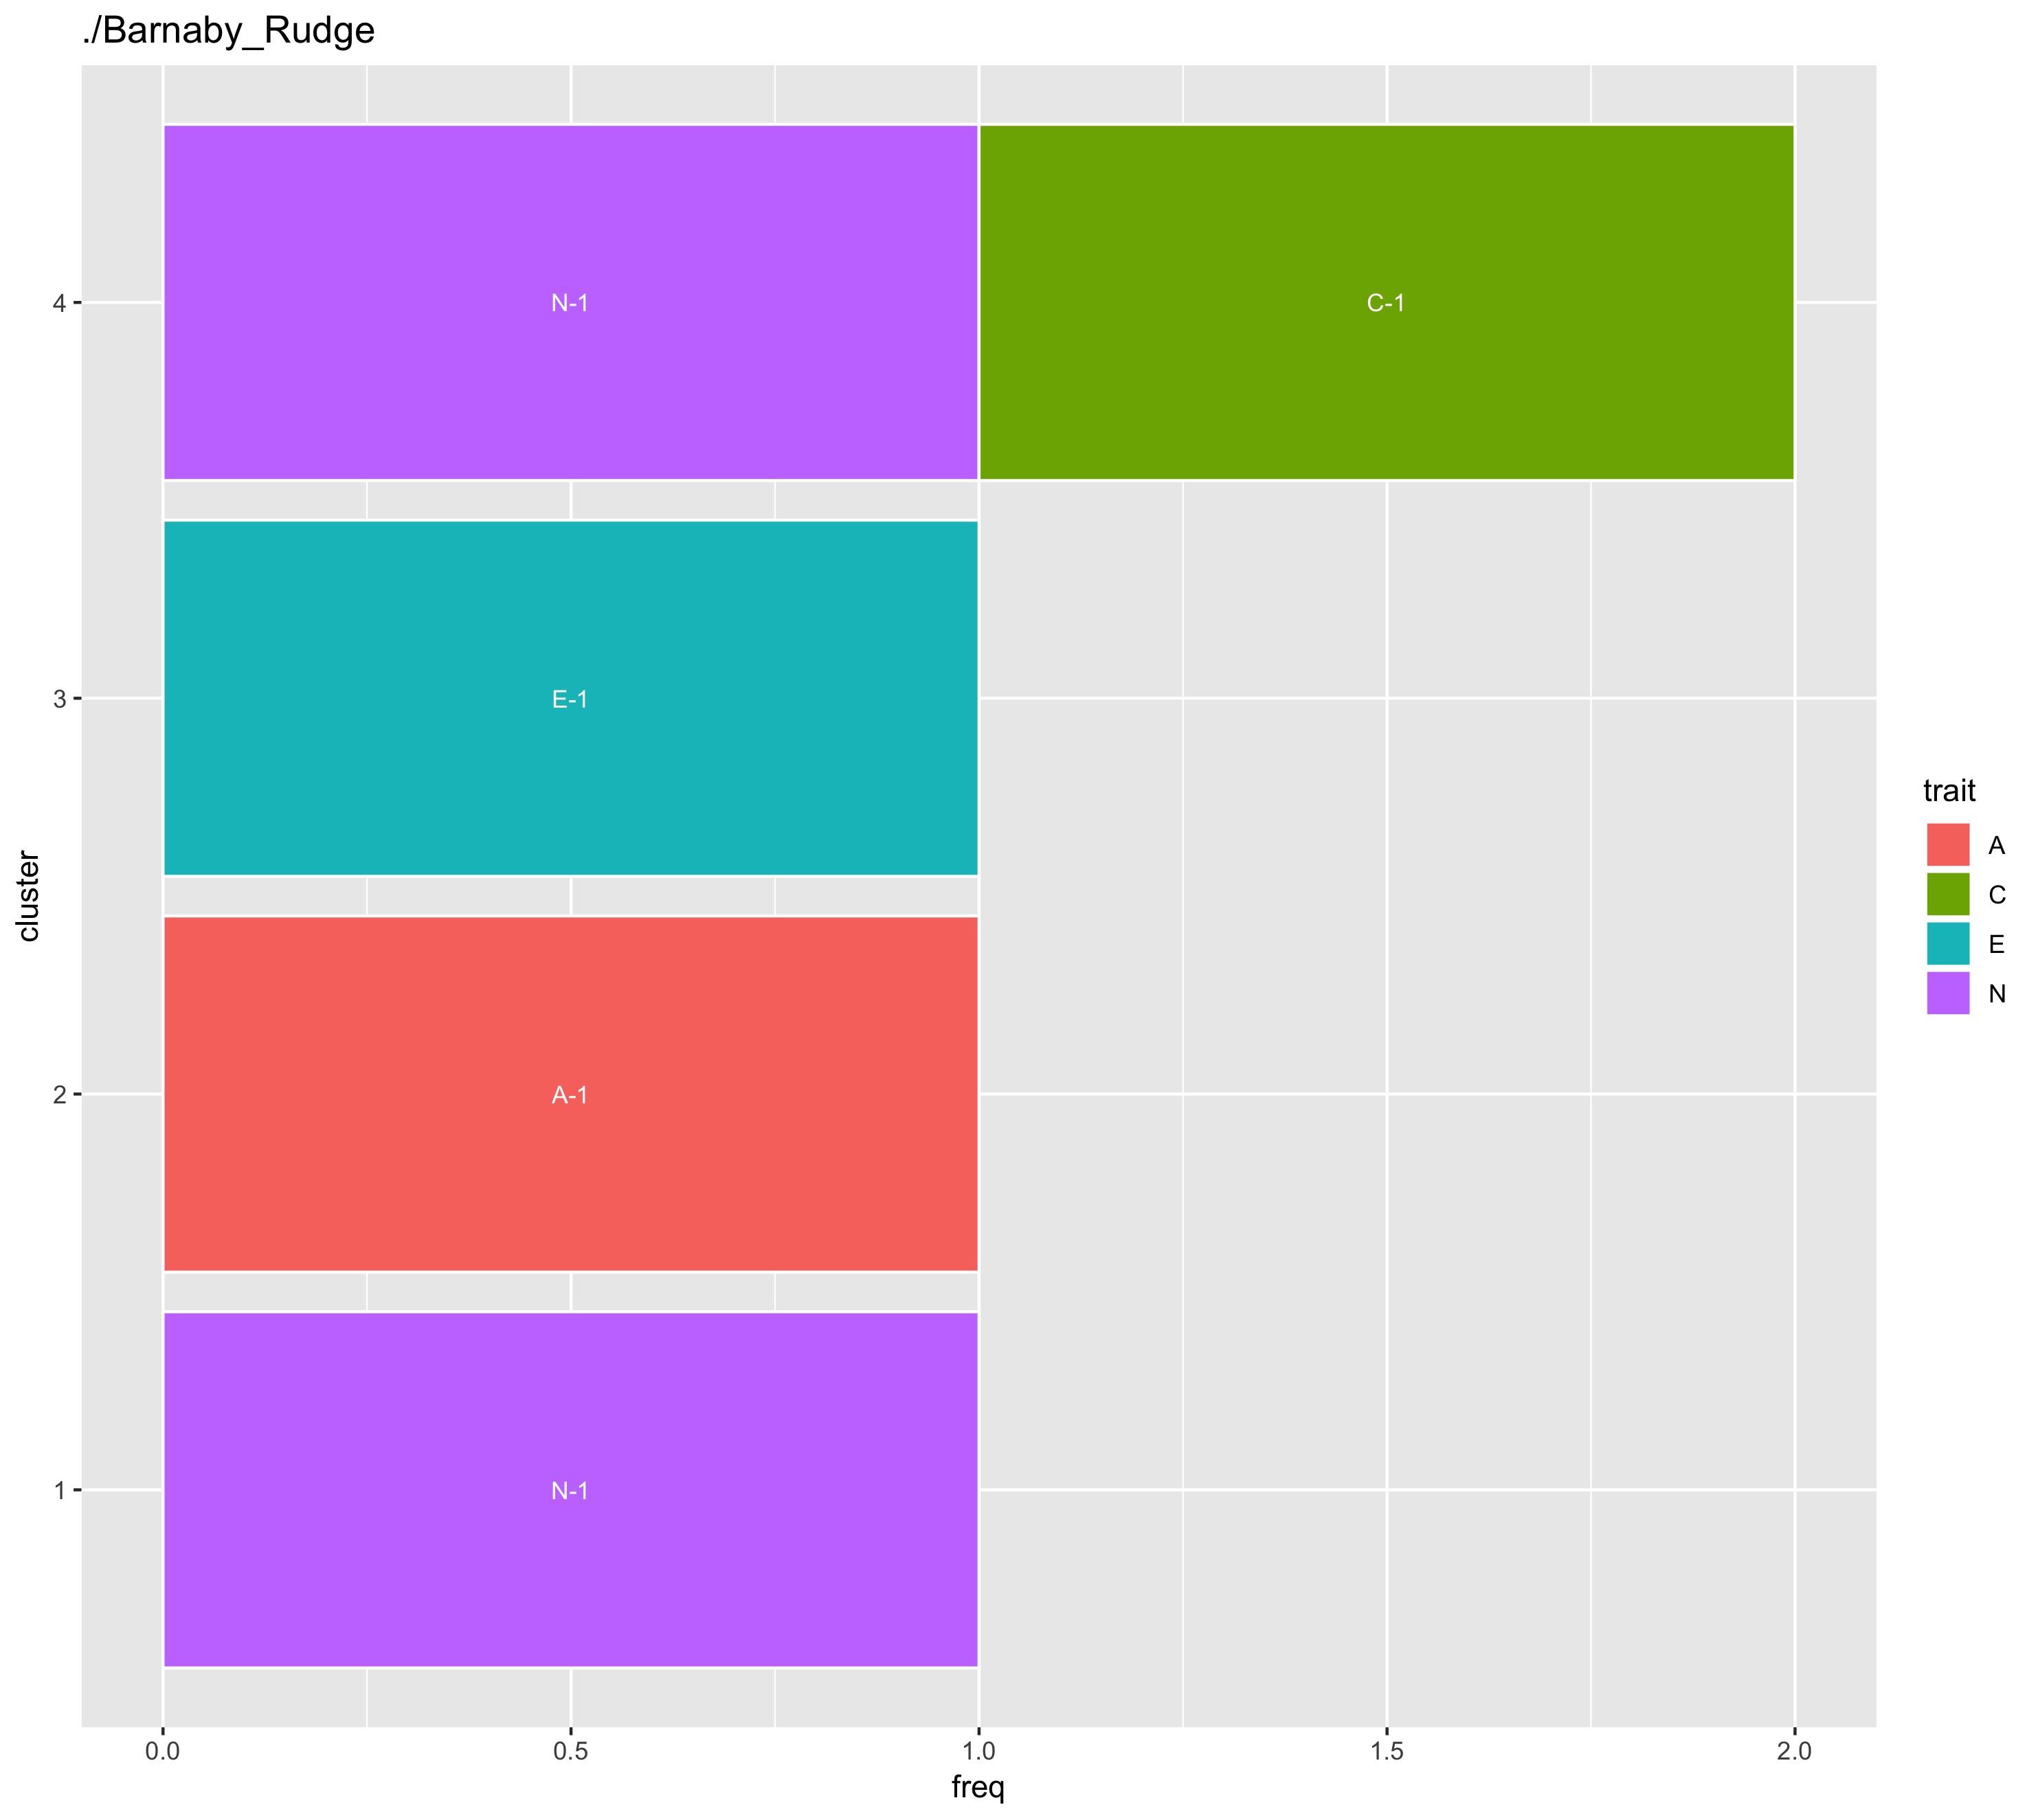 ./Barnaby_Rudge
4
N-1
C-1
3
E-1
2
A-1
1
N-1
cluster
0.0
0.5
1.0
1.5
2.0
freq
trait
A
C
E
N